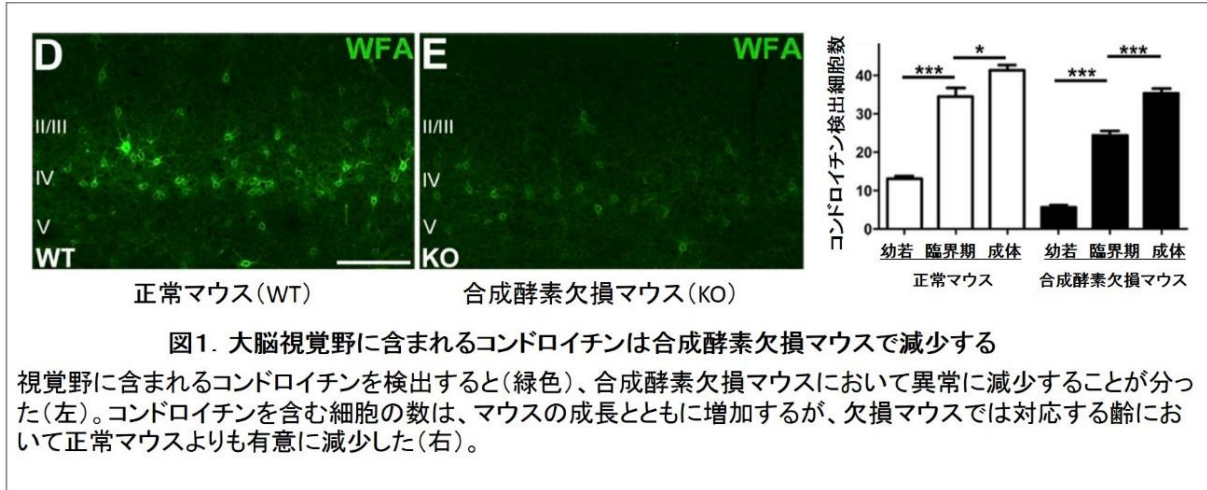 D
WFA
II/III
IV
V
WT
E
WFA
II/III
IV
V
KO
正常マウス(WT)
合成酵素欠損マウス(KO)
コンドロイチン検出細胞数
40
30
20
10
0
***
*
***
***
幼若 臨界期 成体
正常マウス
幼若 臨界期 成体
合成酵素欠損マウス
図1. 大脳視覚野に含まれるコンドロイチンは合成酵素欠損マウスで減少する
視覚野に含まれるコンドロイチンを検出すると(緑色)、合成酵素欠損マウスにおいて異常に減少することが分っ
た(左)。コンドロイチンを含む細胞の数は、マウスの成長とともに増加するが、欠損マウスでは対応する齢にお
いて正常マウスよりも有意に減少した(右)。